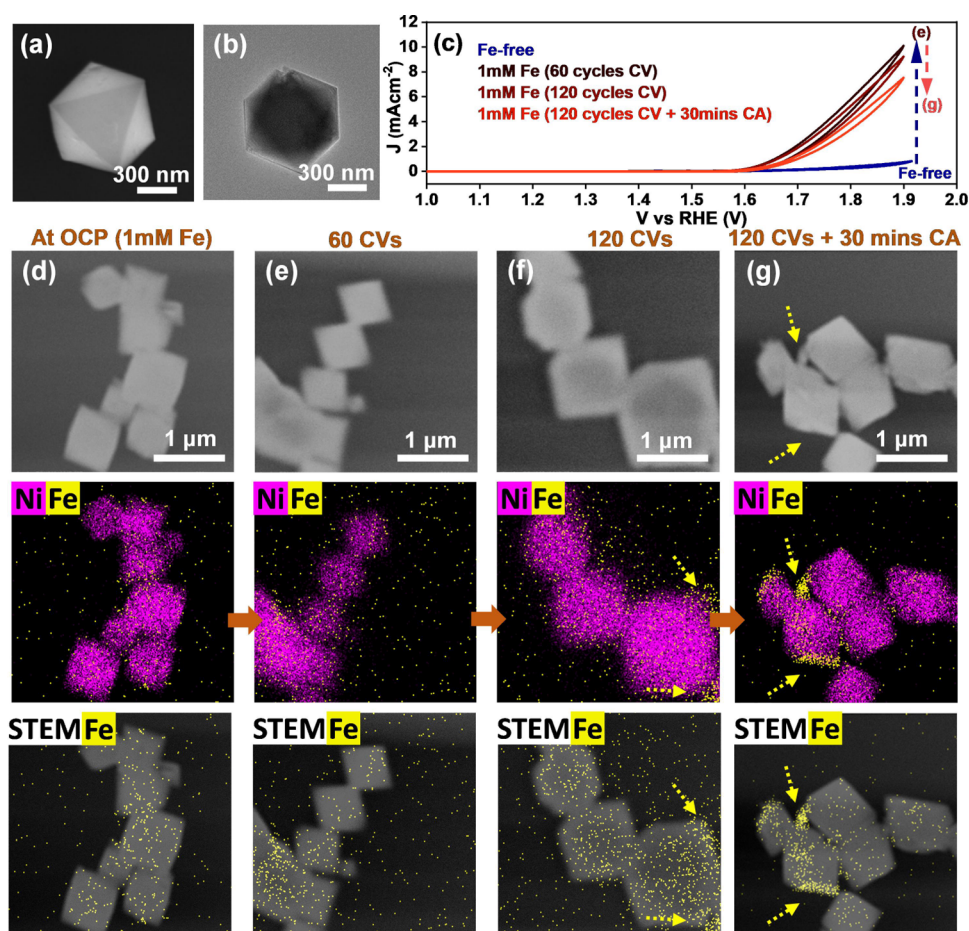 (a)
300 nm
(b)
300 nm
(c)
12
10
8
6
4
2
0
J (mAcm⁻²)
Fe-free
1mM Fe (60 cycles CV)
1mM Fe (120 cycles CV)
1mM Fe (120 cycles CV + 30mins CA)
(e)
(g)
Fe-free
1.0 1.1 1.2 1.3 1.4 1.5 1.6 1.7 1.8 1.9 2.0
V vs RHE (V)
At OCP (1mM Fe)
60 CVs
120 CVs
120 CVs + 30 mins CA
(d)
1 µm
(e)
1 µm
(f)
1 µm
(g)
1 µm
Ni Fe
Ni Fe
Ni Fe
Ni Fe
STEM Fe
STEM Fe
STEM Fe
STEM Fe